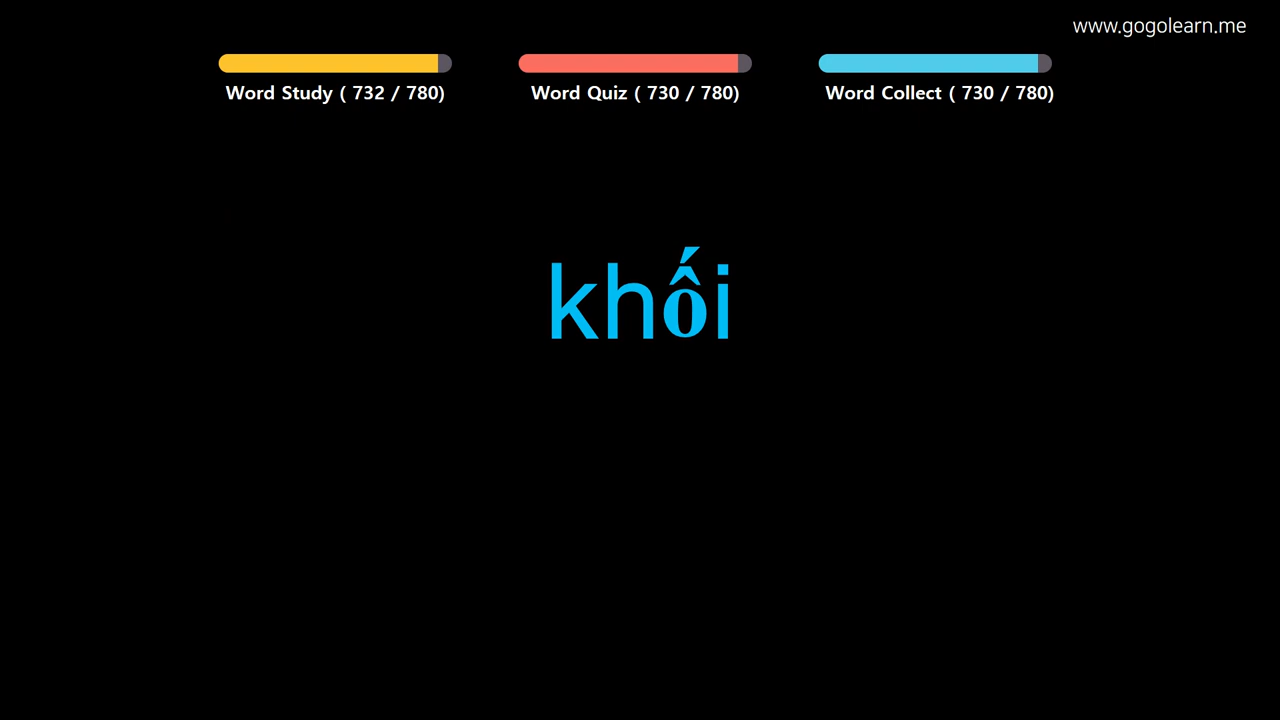 www.gogolearn.me
Word Study ( 732 / 780)
Word Quiz ( 730 / 780)
Word Collect ( 730 / 780)
khối